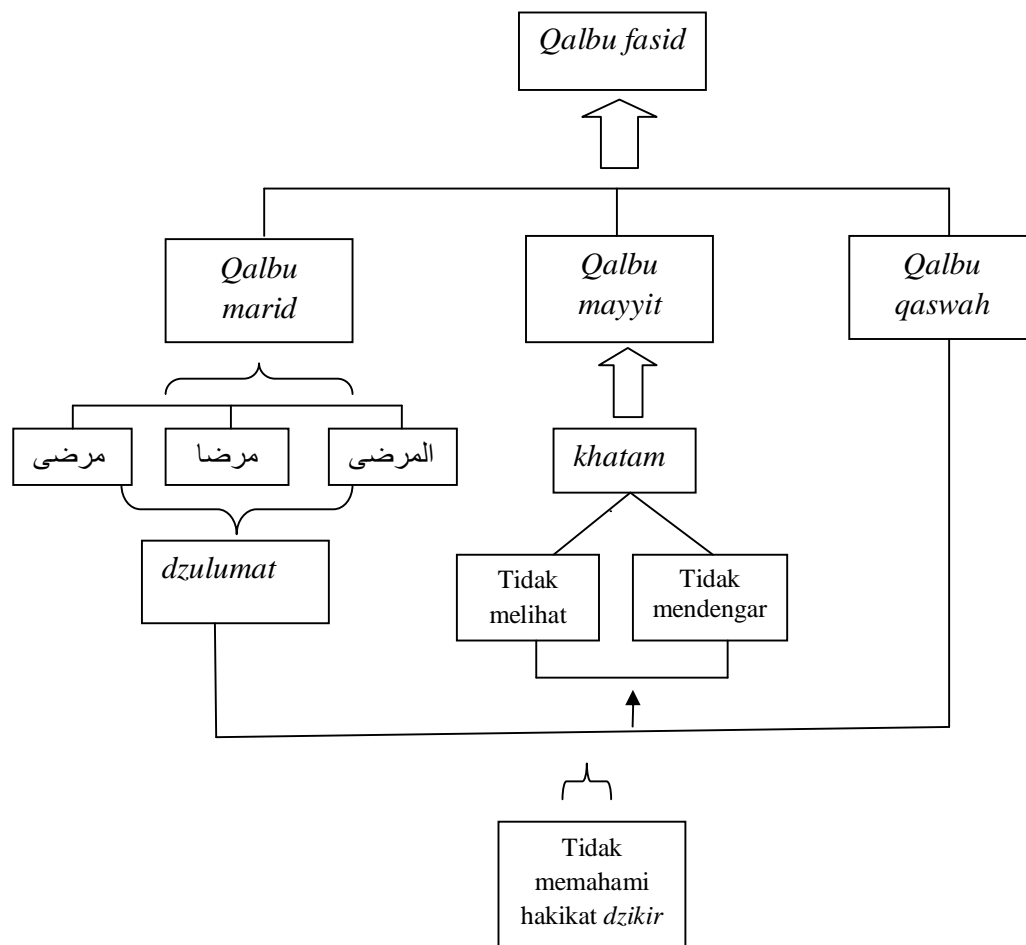 Qalbu fasid
Qalbu
marid
Qalbu
mayyit
Qalbu
qaswah
مرضى
مرضا
المرضى
khatam
dzulumat
Tidak
melihat
Tidak
mendengar
Tidak
memahami
hakikat dzikir